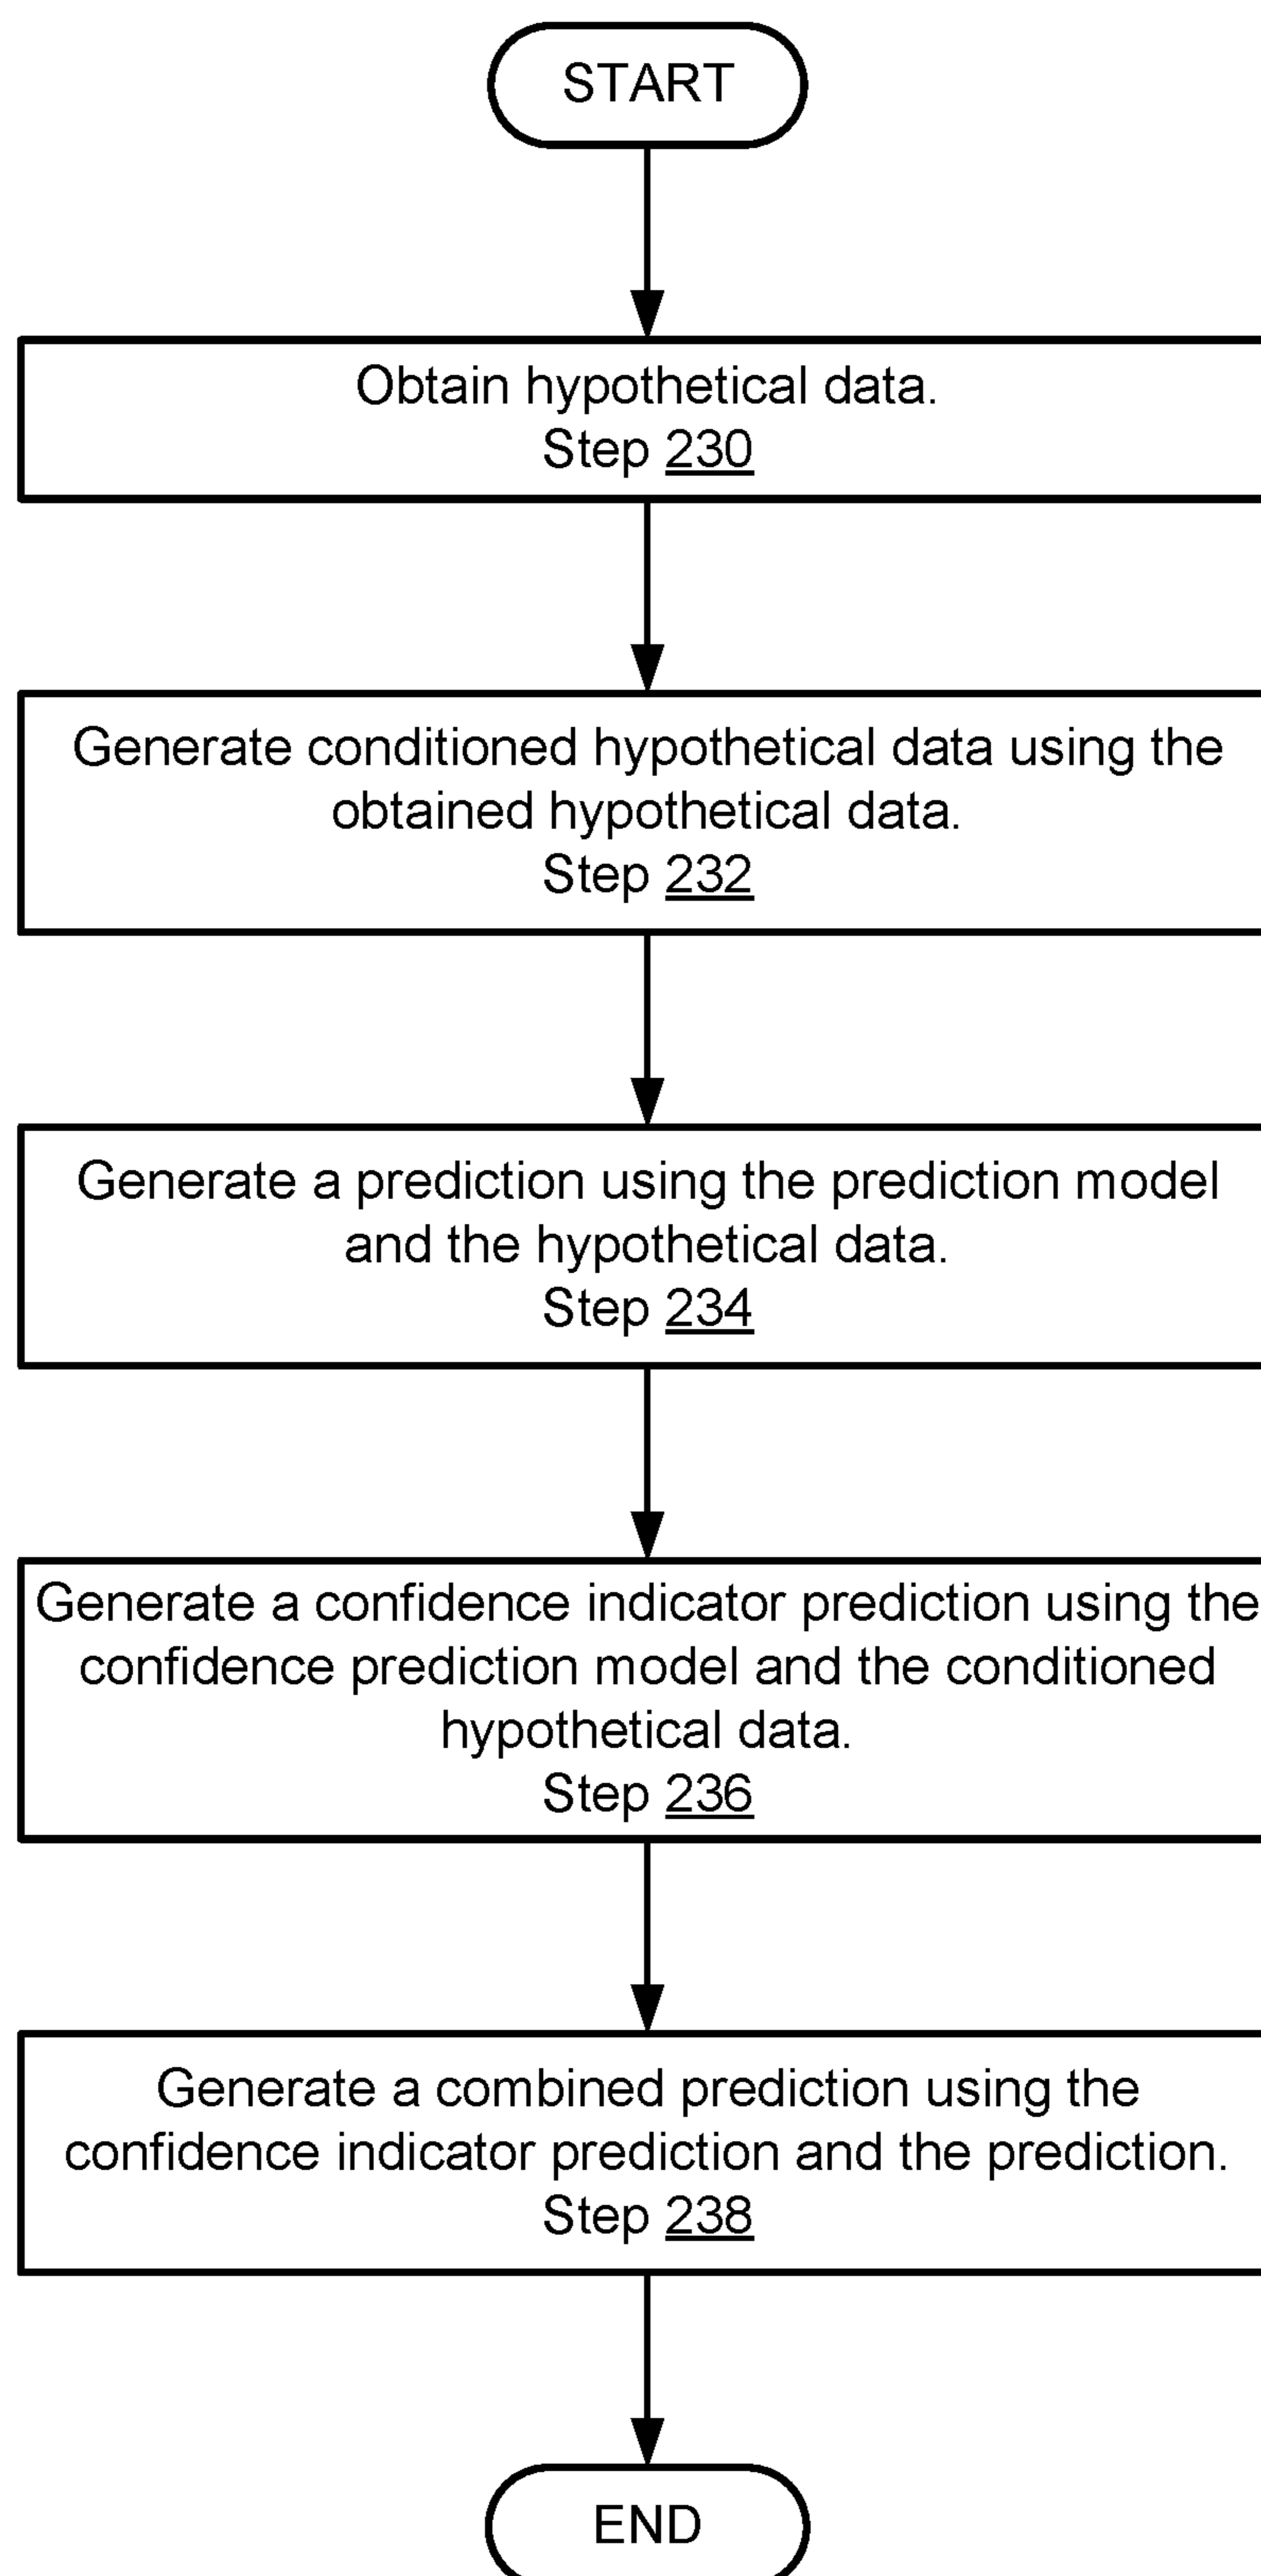 START
Obtain hypothetical data.
Step 230
Generate conditioned hypothetical data using the
obtained hypothetical data.
Step 232
Generate a prediction using the prediction model
and the hypothetical data.
Step 234
Generate a confidence indicator prediction using the
confidence prediction model and the conditioned
hypothetical data.
Step 236
Generate a combined prediction using the
confidence indicator prediction and the prediction.
Step 238
END